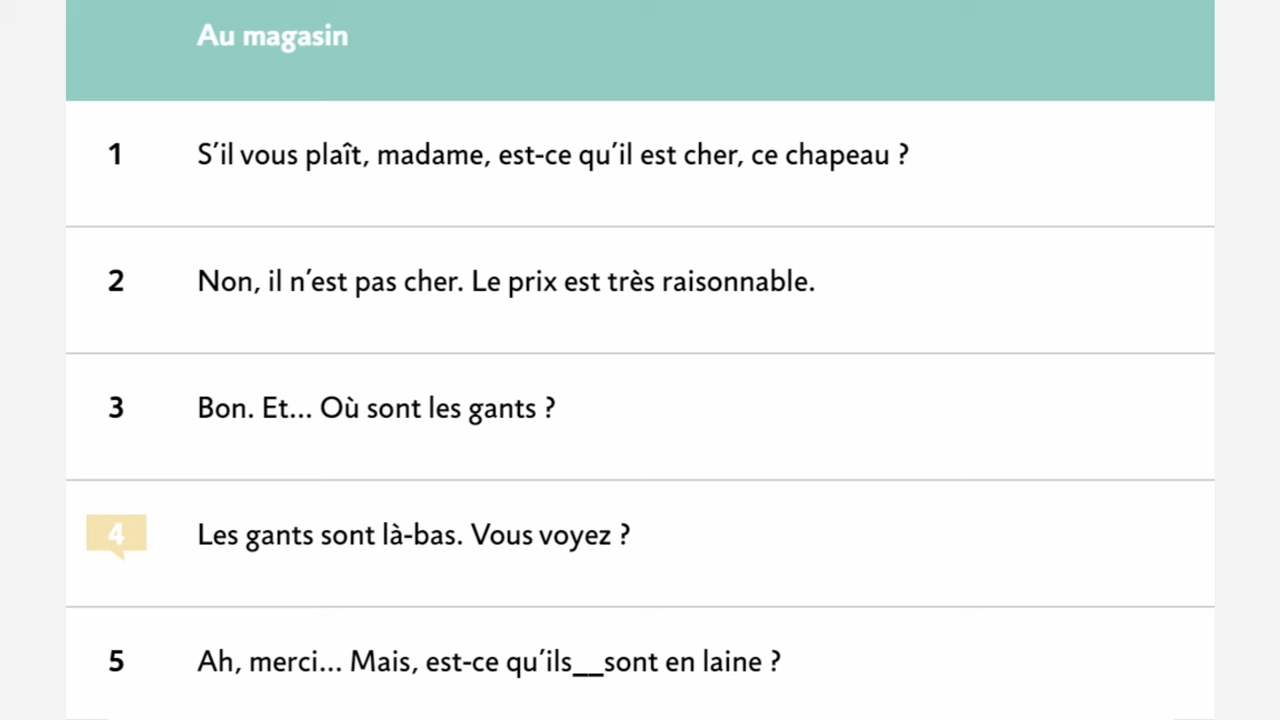 Au magasin
1 S'il vous plaît, madame, est-ce qu'il est cher, ce chapeau ?
2 Non, il n'est pas cher. Le prix est très raisonnable.
3 Bon. Et... Où sont les gants ?
4 Les gants sont là-bas. Vous voyez ?
5 Ah, merci... Mais, est-ce qu'ils__sont en laine ?